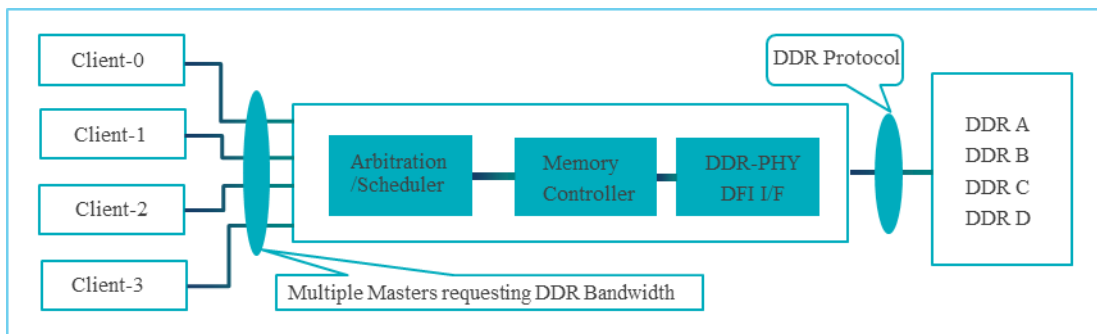 Client-0
Client-1
Client-2
Client-3
Arbitration
/Scheduler
Memory
Controller
DDR-PHY
DFI I/F
DDR Protocol
DDR A
DDR B
DDR C
DDR D
Multiple Masters requesting DDR Bandwidth